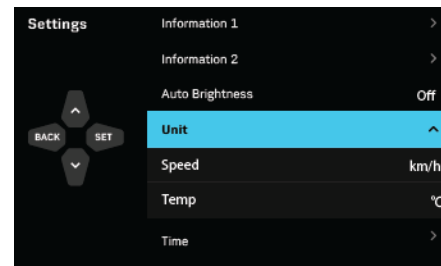 Settings
Information 1
Information 2
Auto Brightness Off
BACK SET
Unit
Speed km/h
Temp °C
Time